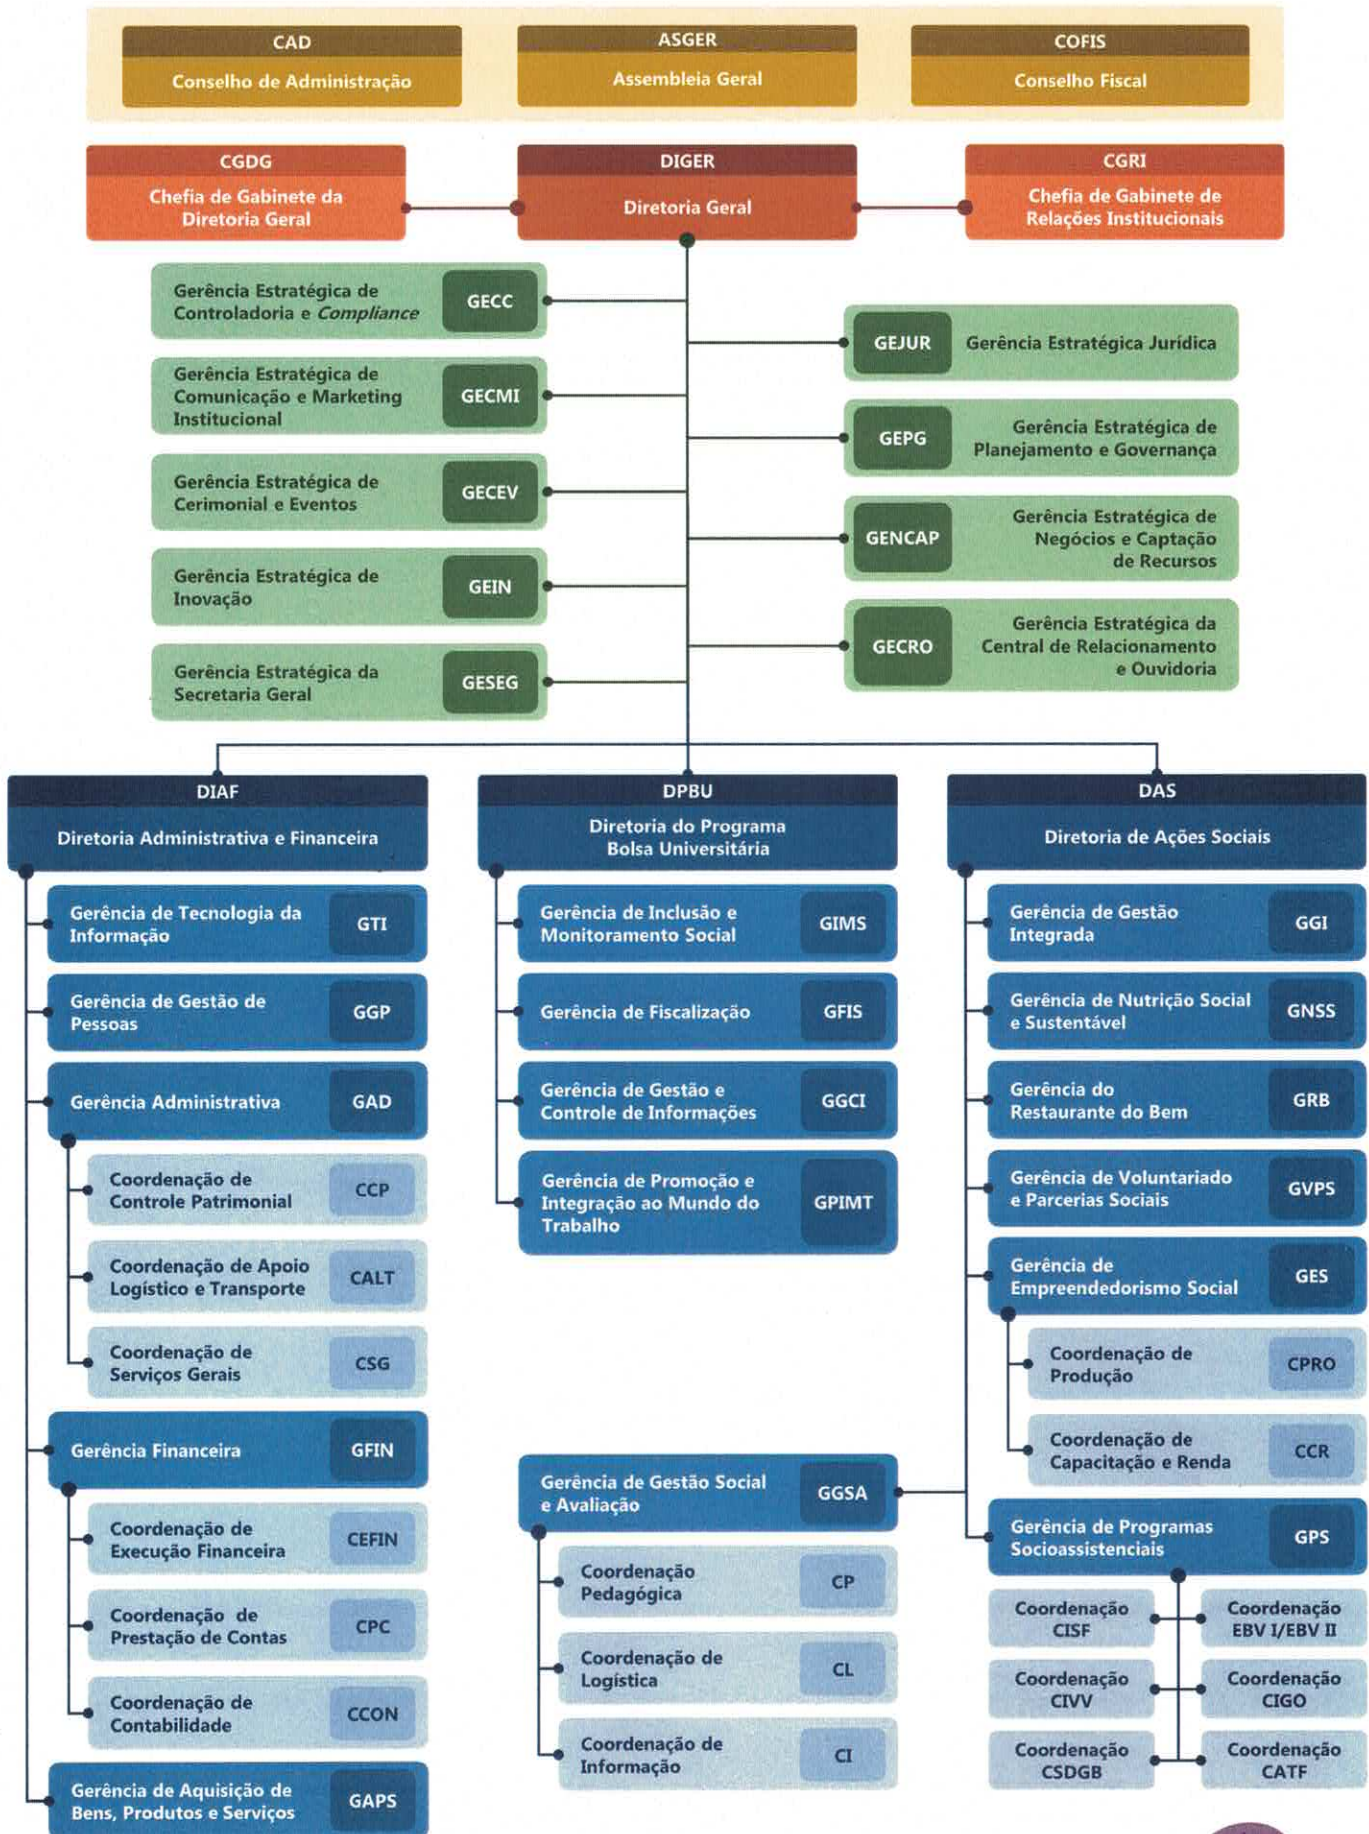 CAD
Conselho de Administração
ASGER
Assembleia Geral
COFIS
Conselho Fiscal
CGDG
Chefia de Gabinete da
Diretoria Geral
DIGER
Diretoria Geral
CGRI
Chefia de Gabinete de
Relações Institucionais
Gerência Estratégica de
Controladoria e Compliance
GECC
Gerência Estratégica de
Comunicação e Marketing
Institucional
GECMI
Gerência Estratégica de
Cerimonial e Eventos
GECEV
Gerência Estratégica de
Inovação
GEIN
Gerência Estratégica da
Secretaria Geral
GESEG
GEJUR
Gerência Estratégica Jurídica
GEPG
Gerência Estratégica de
Planejamento e Governança
GENCAP
Gerência Estratégica de
Negócios e Captação
de Recursos
GECRO
Gerência Estratégica da
Central de Relacionamento
e Ouvidoria
DIAF
Diretoria Administrativa e Financeira
Gerência de Tecnologia da
Informação
GTI
Gerência de Gestão de
Pessoas
GGP
Gerência Administrativa
GAD
Coordenação de
Controle Patrimonial
CCP
Coordenação de Apoio
Logístico e Transporte
CALT
Coordenação de
Serviços Gerais
CSG
Gerência Financeira
GFIN
Coordenação de
Execução Financeira
CEFIN
Coordenação de
Prestação de Contas
CPC
Coordenação de
Contabilidade
CCON
Gerência de Aquisição de
Bens, Produtos e Serviços
GAPS
DPBU
Diretoria do Programa
Bolsa Universitária
Gerência de Inclusão e
Monitoramento Social
GIMS
Gerência de Fiscalização
GFIS
Gerência de Gestão e
Controle de Informações
GGCI
Gerência de Promoção e
Integração ao Mundo do
Trabalho
GPIMT
Gerência de Gestão Social
e Avaliação
GGSA
Coordenação
Pedagógica
CP
Coordenação de
Logística
CL
Coordenação de
Informação
CI
DAS
Diretoria de Ações Sociais
Gerência de Gestão
Integrada
GGI
Gerência de Nutrição Social
e Sustentável
GNSS
Gerência do
Restaurante do Bem
GRB
Gerência de Voluntariado
e Parcerias Sociais
GVPS
Gerência de
Empreendedorismo Social
GES
Coordenação de
Produção
CPRO
Coordenação de
Capacitação e Renda
CCR
Gerência de Programas
Socioassistenciais
GPS
Coordenação
CISF
Coordenação
EBV I/EBV II
Coordenação
CIVV
Coordenação
CIGO
Coordenação
CSDGB
Coordenação
CATF